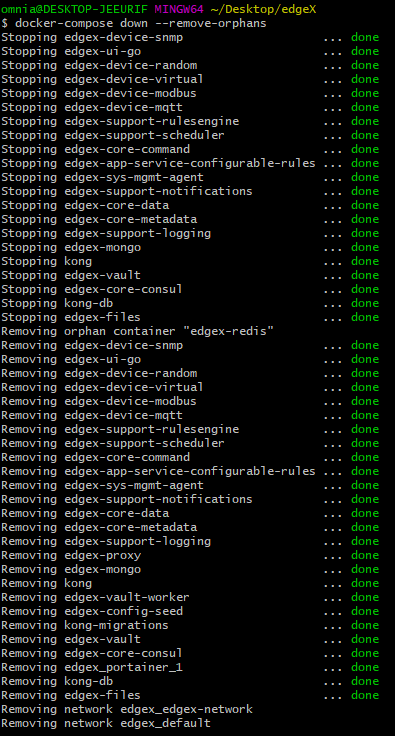 omnia@DESKTOP-JEEURIF MINGW64 ~/Desktop/edgeX
$ docker-compose down --remove-orphans
Stopping edgex-device-snmp ... done
Stopping edgex-ui-go ... done
Stopping edgex-device-random ... done
Stopping edgex-device-virtual ... done
Stopping edgex-device-modbus ... done
Stopping edgex-device-mqtt ... done
Stopping edgex-support-rulesengine ... done
Stopping edgex-support-scheduler ... done
Stopping edgex-core-command ... done
Stopping edgex-app-service-configurable-rules ... done
Stopping edgex-sys-mgmt-agent ... done
Stopping edgex-support-notifications ... done
Stopping edgex-core-data ... done
Stopping edgex-core-metadata ... done
Stopping edgex-support-logging ... done
Stopping edgex-mongo ... done
Stopping kong ... done
Stopping edgex-vault ... done
Stopping edgex-core-consul ... done
Stopping kong-db ... done
Stopping edgex-files ... done
Removing orphan container "edgex-redis"
Removing edgex-device-snmp ... done
Removing edgex-ui-go ... done
Removing edgex-device-random ... done
Removing edgex-device-virtual ... done
Removing edgex-device-modbus ... done
Removing edgex-device-mqtt ... done
Removing edgex-support-rulesengine ... done
Removing edgex-support-scheduler ... done
Removing edgex-core-command ... done
Removing edgex-app-service-configurable-rules ... done
Removing edgex-sys-mgmt-agent ... done
Removing edgex-support-notifications ... done
Removing edgex-core-data ... done
Removing edgex-core-metadata ... done
Removing edgex-support-logging ... done
Removing edgex-proxy ... done
Removing edgex-mongo ... done
Removing kong ... done
Removing edgex-vault-worker ... done
Removing edgex-config-seed ... done
Removing kong-migrations ... done
Removing edgex-vault ... done
Removing edgex-core-consul ... done
Removing edgex_portainer_1 ... done
Removing kong-db ... done
Removing edgex-files ... done
Removing network edgex_edgex-network
Removing network edgex_default